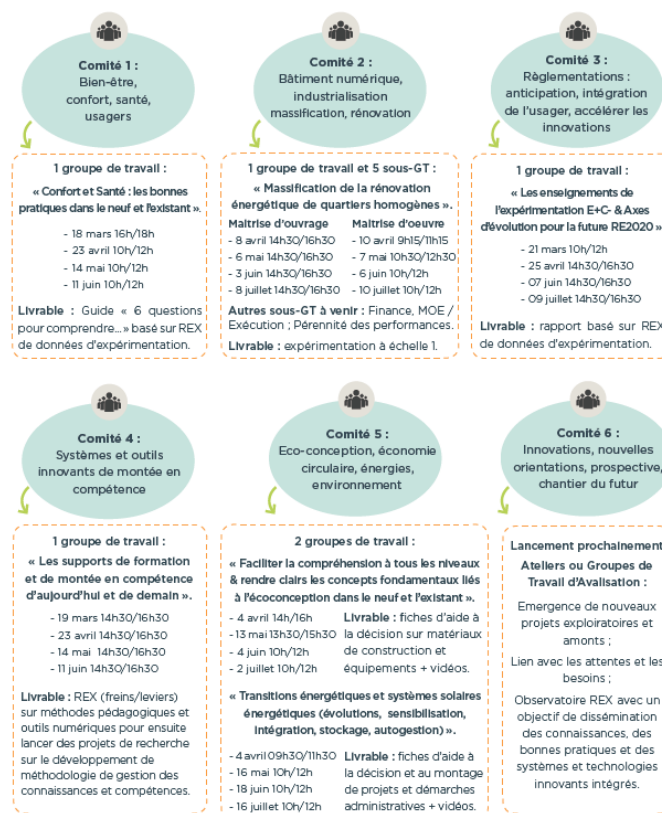 Comité 1 :
Bien-être,
confort, santé,
usagers
1 groupe de travail :
« Confort et Santé : les bonnes
pratiques dans le neuf et l'existant ».
- 18 mars 16h/18h
- 23 avril 10h/12h
- 14 mai 10h/12h
- 11 juin 10h/12h
Livrable : Guide « 6 questions
pour comprendre... » basé sur REX
de données d'expérimentation.
Comité 2 :
Bâtiment numérique,
industrialisation
massification, rénovation
1 groupe de travail et 5 sous-GT :
« Massification de la rénovation
énergétique de quartiers homogènes ».
Maîtrise d'ouvrage
- 8 avril 14h30/16h30
- 6 mai 14h30/16h30
- 3 juin 14h30/16h30
- 8 juillet 14h30/16h30
Maîtrise d'oeuvre
- 10 avril 9h15/11h15
- 7 mai 10h30/12h30
- 6 juin 10h/12h
- 10 juillet 10h/12h
Autres sous-GT à venir : Finance, MOE /
Exécution ; Pérennité des performances.
Livrable : expérimentation à échelle 1.
Comité 3 :
Règlementations :
anticipation, intégration
de l'usager, accélérer les
innovations
1 groupe de travail :
« Les enseignements de
l'expérimentation E+C- & Axes
d'évolution pour la future RE2020 »
- 21 mars 10h/12h
- 25 avril 14h30/16h30
- 07 juin 14h30/16h30
- 09 juillet 14h30/16h30
Livrable : rapport basé sur REX
de données d'expérimentation.
Comité 4 :
Systèmes et outils
innovants de montée en
compétence
1 groupe de travail :
« Les supports de formation
et de montée en compétence
d'aujourd'hui et de demain ».
- 19 mars 14h30/16h30
- 23 avril 14h30/16h30
- 14 mai 14h30/16h30
- 11 juin 14h30/16h30
Livrable : REX (freins/leviers)
sur méthodes pédagogiques et
outils numériques pour ensuite
lancer des projets de recherche
sur le développement de
méthodologie de gestion des
connaissances et compétences.
Comité 5 :
Eco-conception, économie
circulaire, énergies,
environnement
2 groupes de travail :
« Faciliter la compréhension à tous les niveaux
& rendre clairs les concepts fondamentaux liés
à l'écoconception dans le neuf et l'existant ».
- 4 avril 14h/16h
- 13 mai 13h30/15h30
- 4 juin 10h/12h
- 2 juillet 10h/12h
Livrable : fiches d'aide à
la décision sur matériaux
de construction et
équipements + vidéos.
« Transitions énergétiques et systèmes solaires
énergétiques (évolutions, sensibilisation,
intégration, stockage, autogestion) ».
- 4 avril 09h30/11h30
- 16 mai 10h/12h
- 18 juin 10h/12h
- 16 juillet 10h/12h
Livrable : fiches d'aide à
la décision et au montage
de projets et démarches
administratives + vidéos.
Comité 6 :
Innovations, nouvelles
orientations, prospective,
chantier du futur
Lancement prochainement
Ateliers ou Groupes de
Travail d'Avalisation :
Emergence de nouveaux
projets exploiratoires et
amonts ;
Lien avec les attentes et les
besoins ;
Observatoire REX avec un
objectif de dissémination
des connaissances, des
bonnes pratiques et des
systèmes et technologies
innovants intégrés.